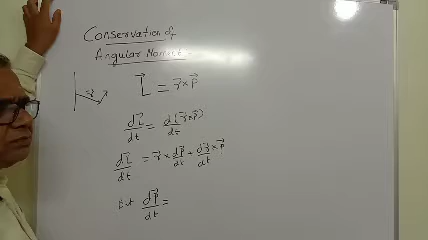 Conservation of
Angular Moment
r⃗
L⃗ = r⃗ × p⃗
dL⃗/dt = d(r⃗×p⃗)/dt
dL⃗/dt = r⃗ × dp⃗/dt + dr⃗/dt × p⃗
But dp⃗/dt =